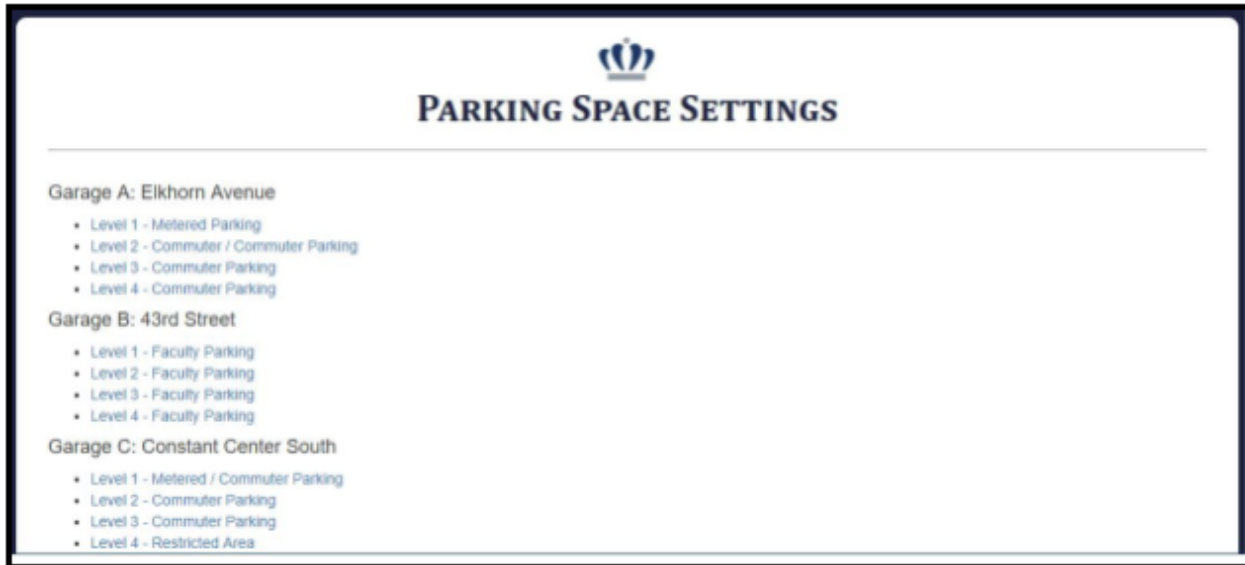 PARKING SPACE SETTINGS
Garage A: Elkhorn Avenue
• Level 1 - Metered Parking
• Level 2 - Commuter / Commuter Parking
• Level 3 - Commuter Parking
• Level 4 - Commuter Parking
Garage B: 43rd Street
• Level 1 - Faculty Parking
• Level 2 - Faculty Parking
• Level 3 - Faculty Parking
• Level 4 - Faculty Parking
Garage C: Constant Center South
• Level 1 - Metered / Commuter Parking
• Level 2 - Commuter Parking
• Level 3 - Commuter Parking
• Level 4 - Restricted Area